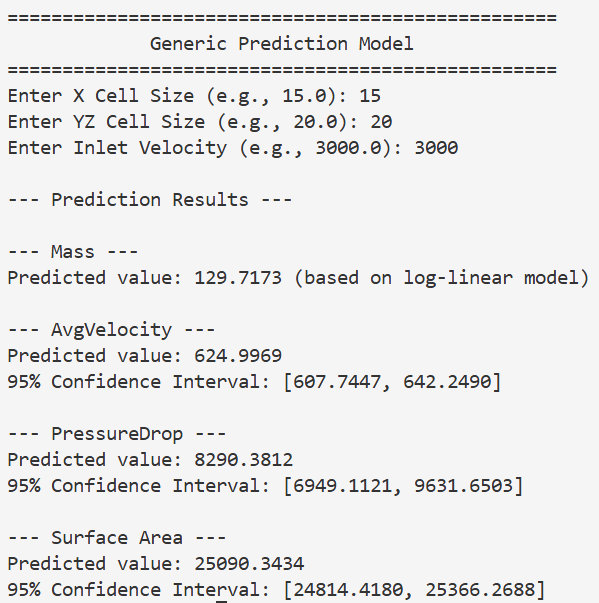 ==================================================
Generic Prediction Model
==================================================
Enter X Cell Size (e.g., 15.0): 15
Enter YZ Cell Size (e.g., 20.0): 20
Enter Inlet Velocity (e.g., 3000.0): 3000
--- Prediction Results ---
--- Mass ---
Predicted value: 129.7173 (based on log-linear model)
--- AvgVelocity ---
Predicted value: 624.9969
95% Confidence Interval: [607.7447, 642.2490]
--- PressureDrop ---
Predicted value: 8290.3812
95% Confidence Interval: [6949.1121, 9631.6503]
--- Surface Area ---
Predicted value: 25090.3434
95% Confidence Interval: [24814.4180, 25366.2688]